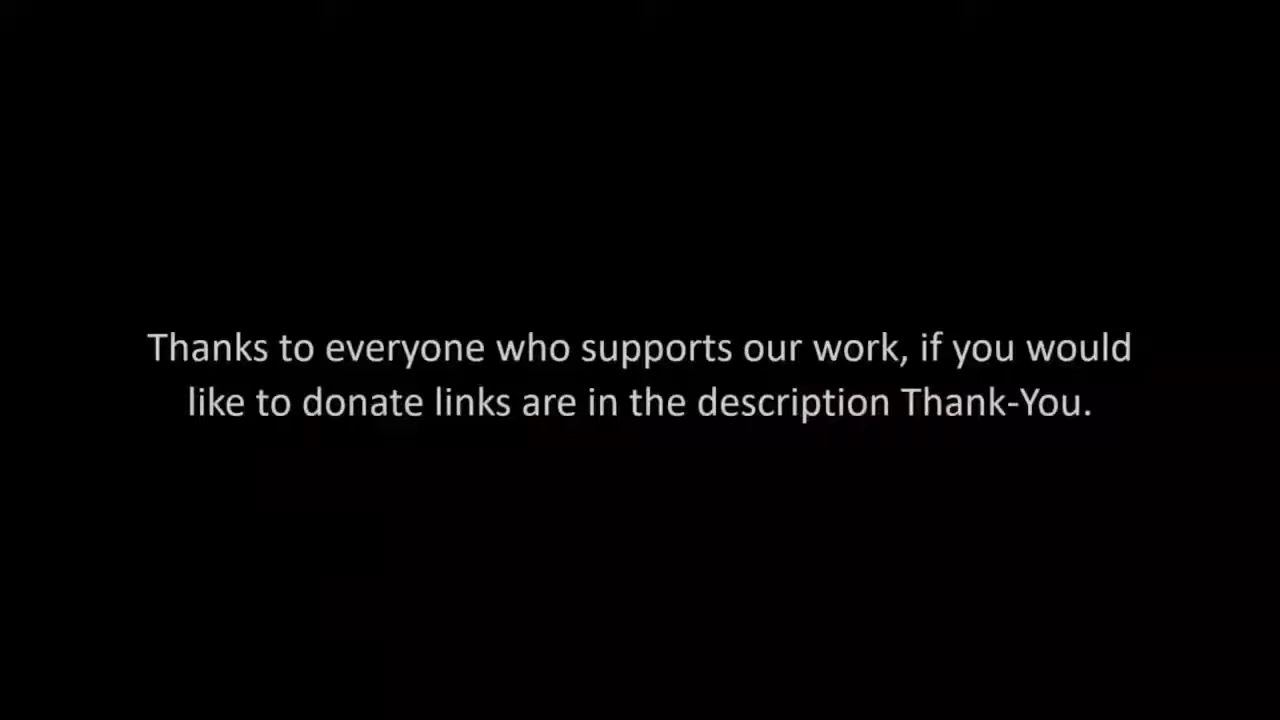 Thanks to everyone who supports our work, if you would
like to donate links are in the description Thank-You.